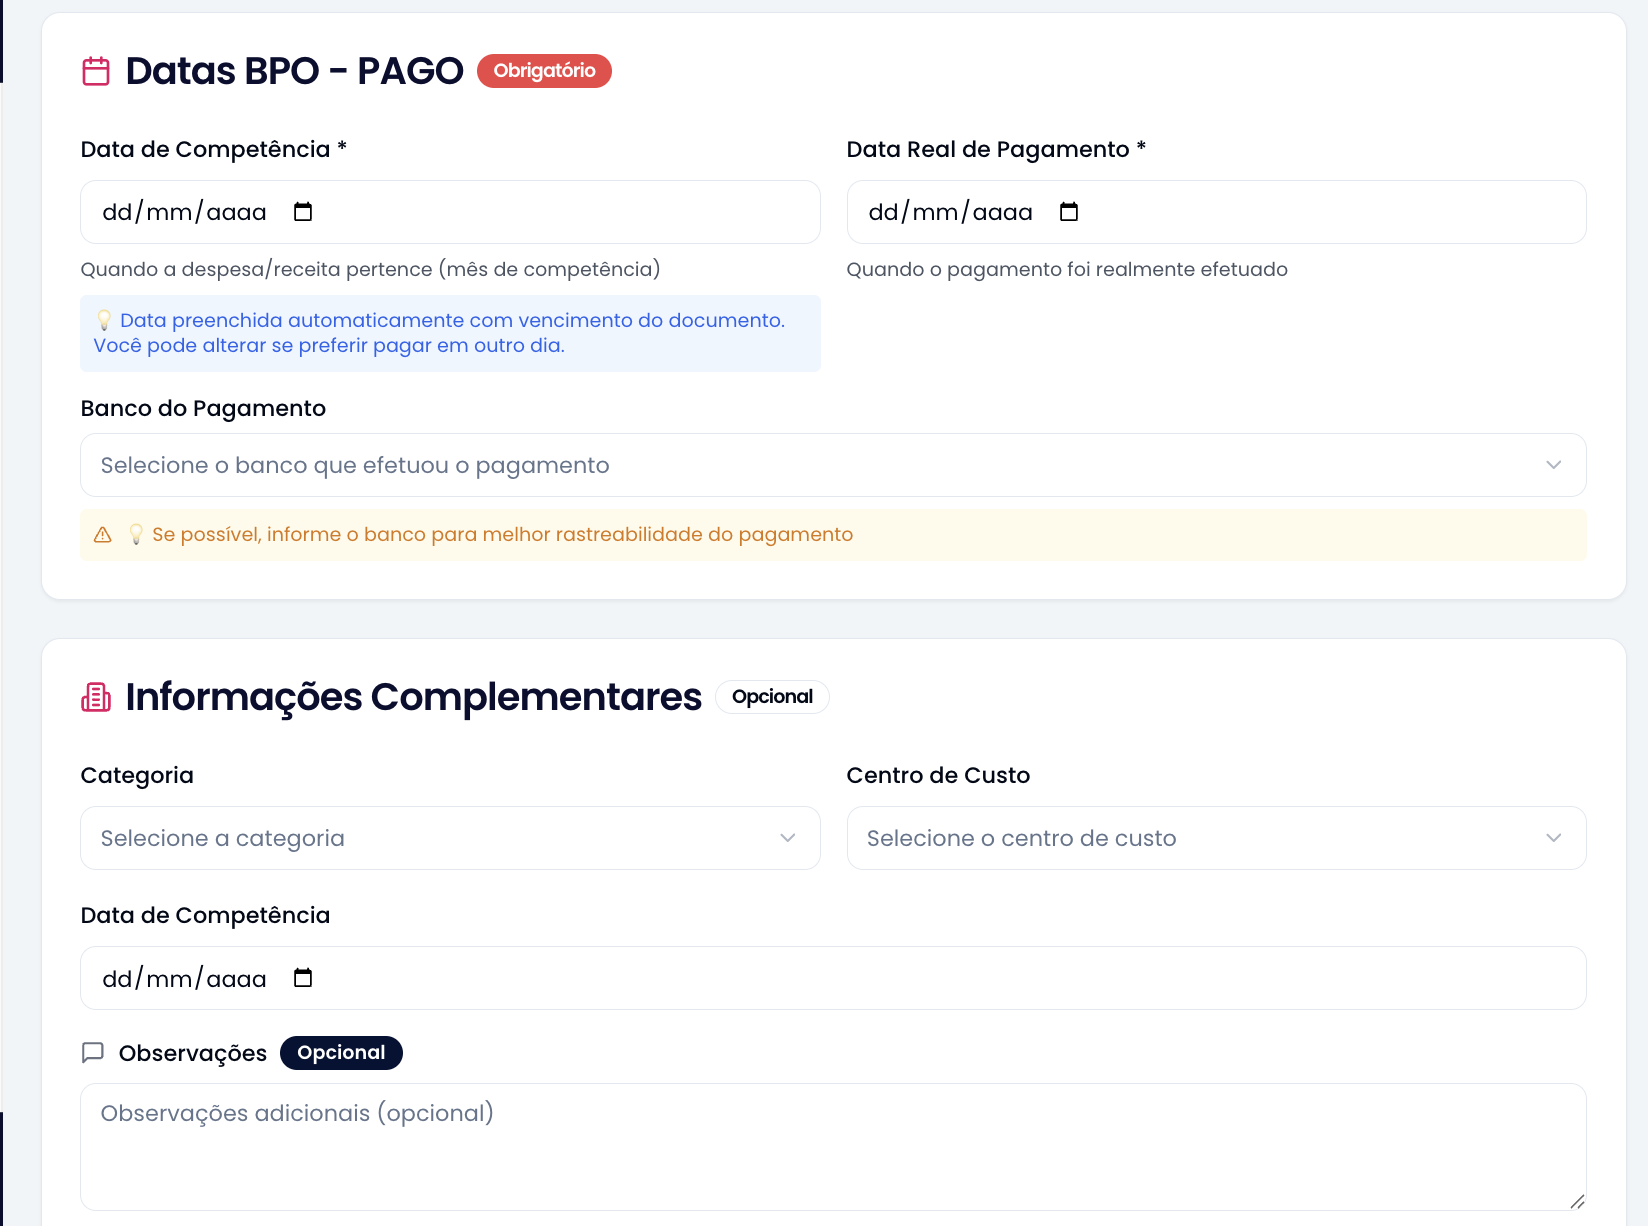 Datas BPO - PAGO Obrigatório
Data de Competência *
dd/mm/aaaa
Quando a despesa/receita pertence (mês de competência)
💡 Data preenchida automaticamente com vencimento do documento.
Você pode alterar se preferir pagar em outro dia.
Data Real de Pagamento *
dd/mm/aaaa
Quando o pagamento foi realmente efetuado
Banco do Pagamento
Selecione o banco que efetuou o pagamento
💡 Se possível, informe o banco para melhor rastreabilidade do pagamento
Informações Complementares Opcional
Categoria
Selecione a categoria
Centro de Custo
Selecione o centro de custo
Data de Competência
dd/mm/aaaa
Observações Opcional
Observações adicionais (opcional)